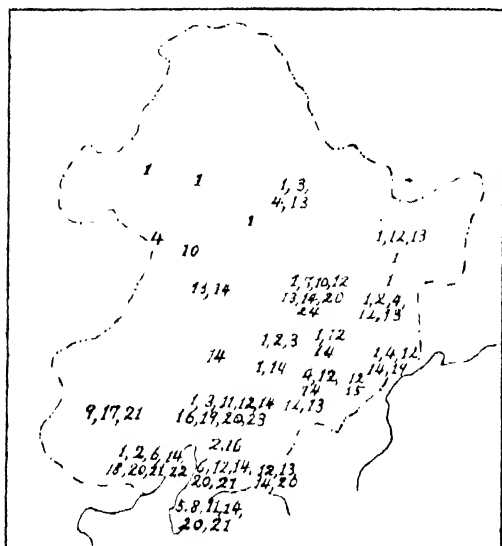 1
1
1, 3,
4, 13
1
4
10
1, 12, 13
1
1
13, 14
1, 7, 10, 12
13, 14, 20
24
1, 2, 4,
12, 13
1, 2, 3
1, 12
14
14
1, 14
1, 4, 12
14, 19
4, 12,
14
12
15
12, 13
9, 17, 21
1, 3, 11, 12, 14
16, 19, 20, 23
2, 16
1, 2, 6, 14
18, 20, 21, 22
6, 12, 14,
20, 21
12, 13
14, 20
5, 8, 11, 14,
20, 21